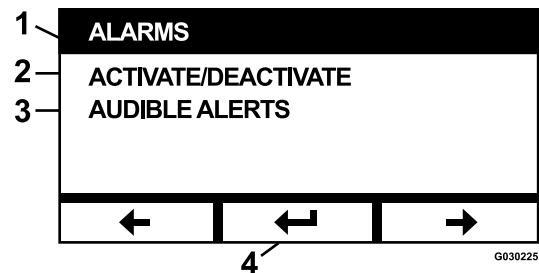 1
ALARMS
2
ACTIVATE/DEACTIVATE
3
AUDIBLE ALERTS
4
G030225